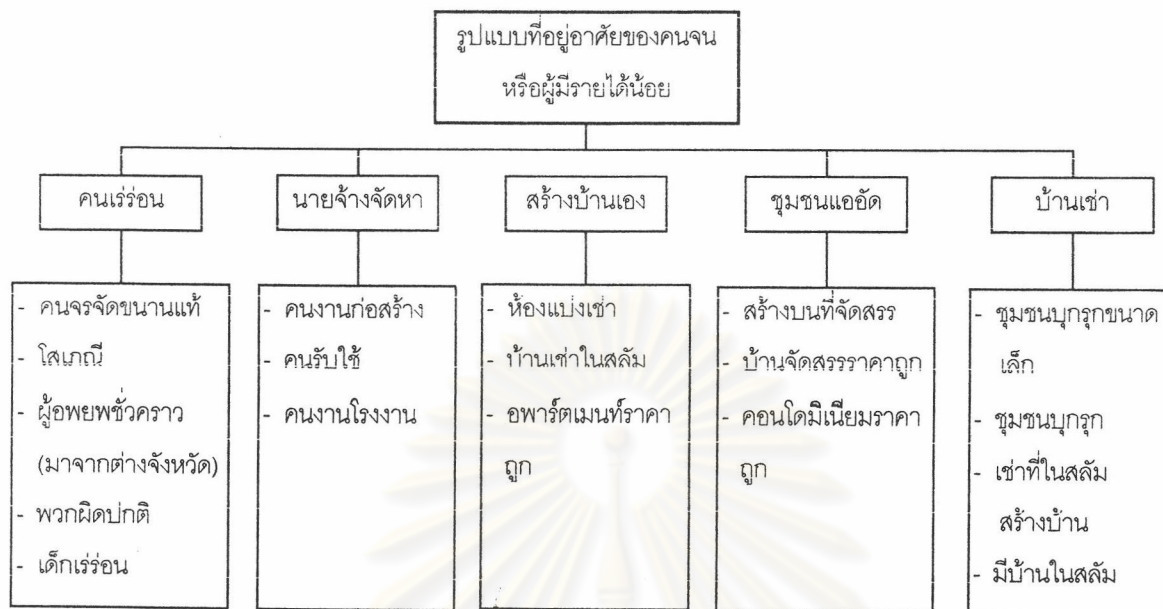 รูปแบบที่อยู่อาศัยของคนจน
หรือผู้มีรายได้น้อย
คนเร่ร่อน
นายจ้างจัดหา
สร้างบ้านเอง
ชุมชนแออัด
บ้านเช่า
- คนจรจัดขนานแท้
- โสเภณี
- ผู้อพยพชั่วคราว
(มาจากต่างจังหวัด)
- พวกผิดปกติ
- เด็กเร่ร่อน
- คนงานก่อสร้าง
- คนรับใช้
- คนงานโรงงาน
- ห้องแบ่งเช่า
- บ้านเช่าในสลัม
- อพาร์ตเมนท์ราคา
ถูก
- สร้างบนที่จัดสรร
- บ้านจัดสรรราคาถูก
- คอนโดมิเนียมราคา
ถูก
- ชุมชนบุกรุกขนาด
เล็ก
- ชุมชนบุกรุก
- เช่าที่ในสลัม
สร้างบ้าน
- มีบ้านในสลัม